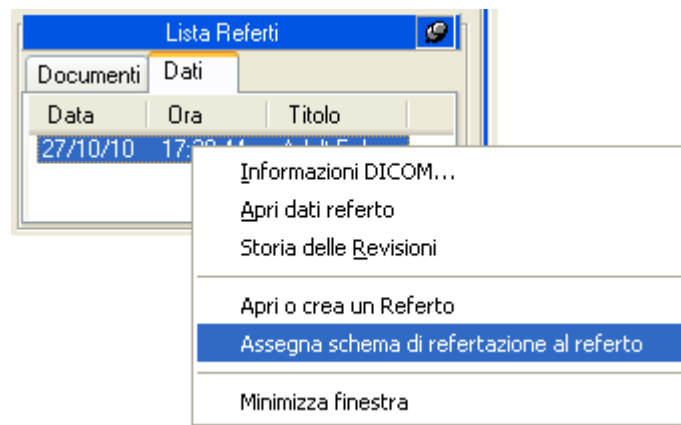 Lista Referti
Documenti Dati
Data Ora Titolo
27/10/10
Informazioni DICOM...
Apri dati referto
Storia delle Revisioni
Apri o crea un Referto
Assegna schema di refertazione al referto
Minimizza finestra